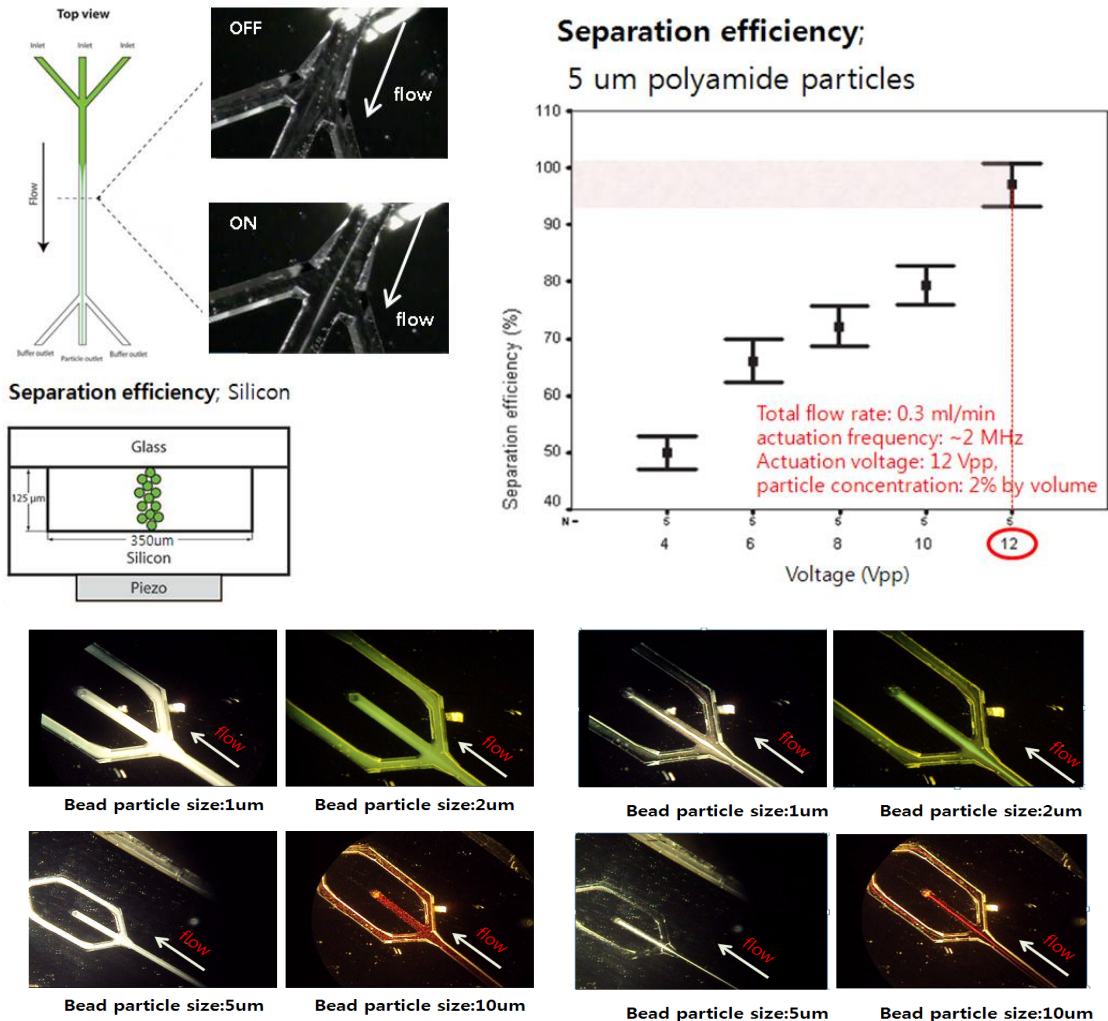 Top view
Inlet
Inlet
Inlet
Flow
Buffer outlet
Particle outlet
Buffer outlet
OFF
flow
ON
flow
Separation efficiency; Silicon
Glass
125 µm
350um
Silicon
Piezo
Separation efficiency;
5 um polyamide particles
Separation efficiency (%)
110
100
90
80
70
60
50
40
Total flow rate: 0.3 ml/min
actuation frequency: ~2 MHz
Actuation voltage: 12 Vpp,
particle concentration: 2% by volume
N = 5 5 5 5 5
4 6 8 10 12
Voltage (Vpp)
flow
flow
flow
flow
Bead particle size:1um
Bead particle size:2um
Bead particle size:1um
Bead particle size:2um
flow
flow
flow
flow
Bead particle size:5um
Bead particle size:10um
Bead particle size:5um
Bead particle size:10um